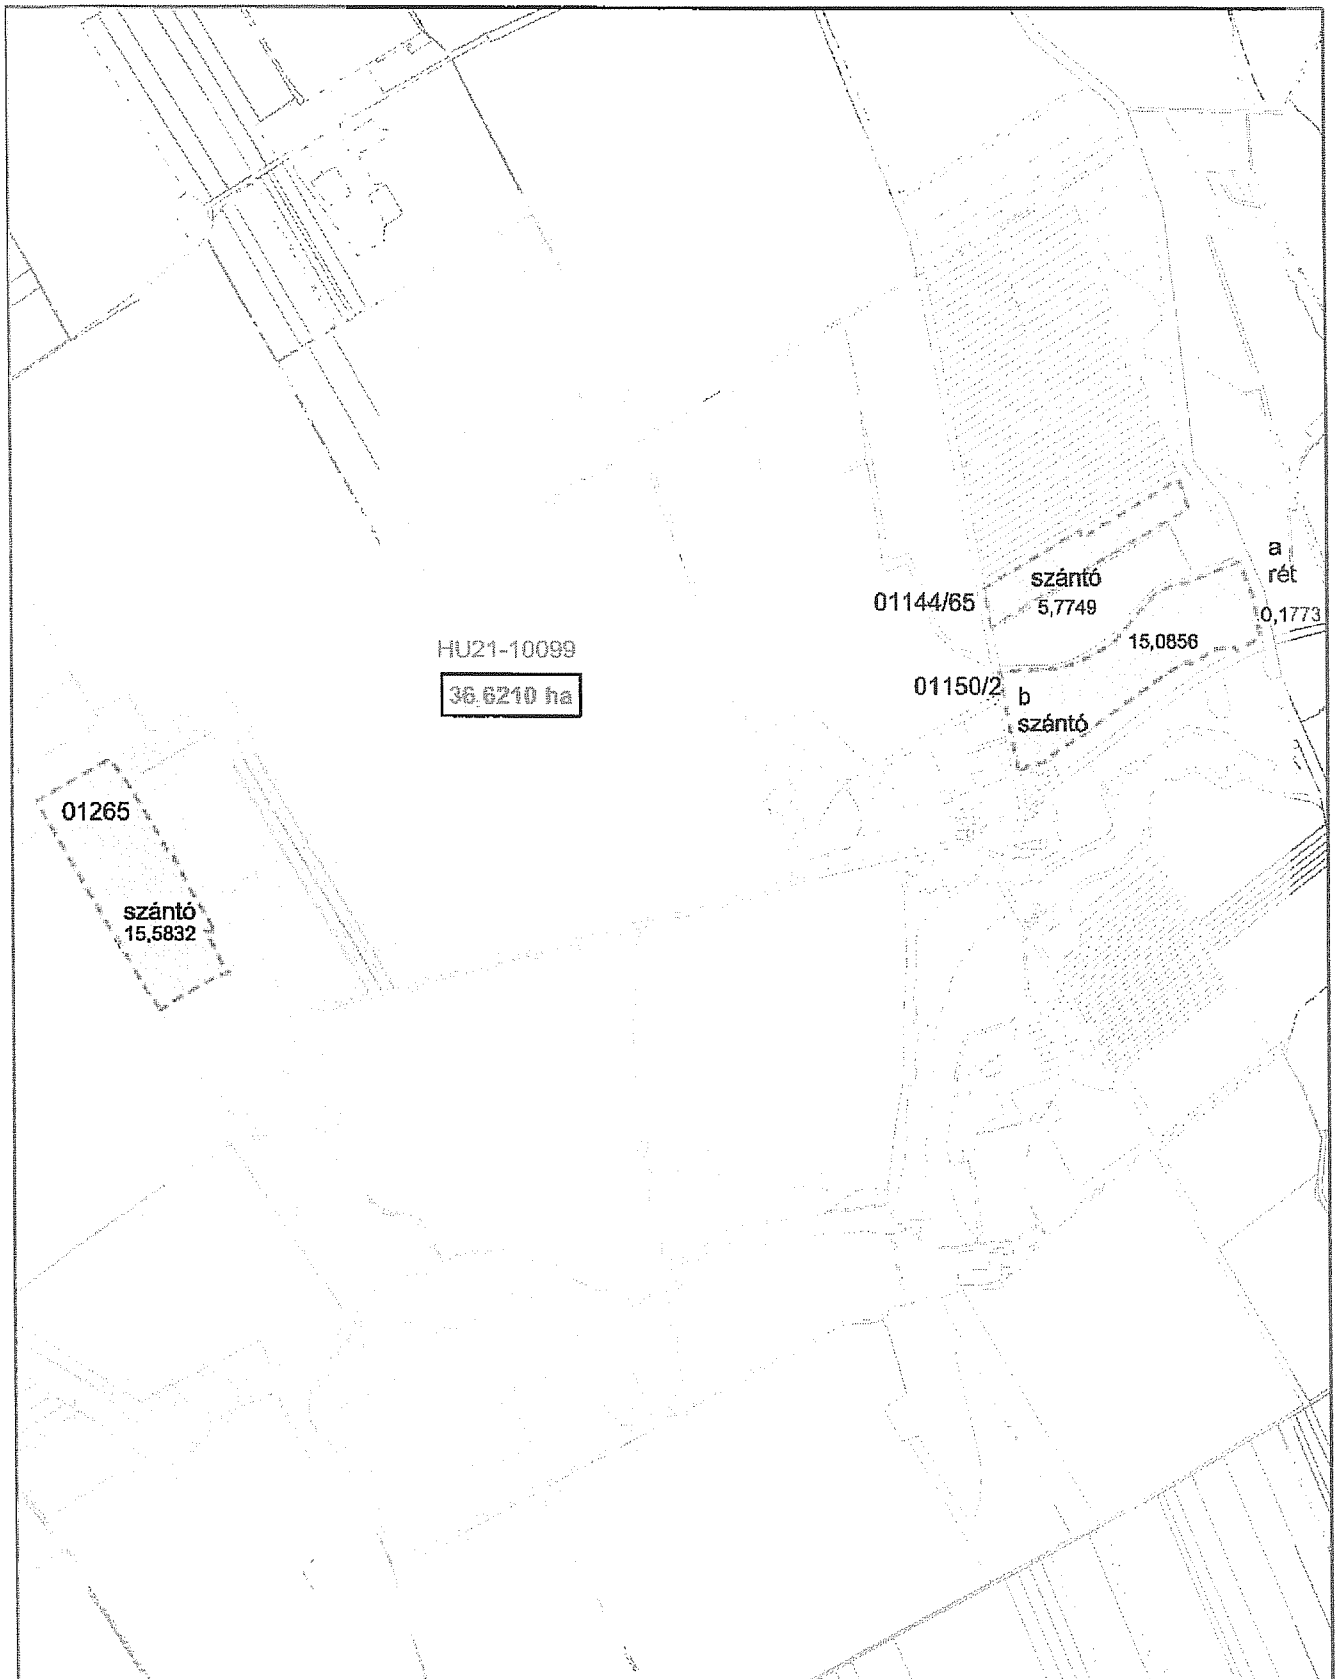 a
rét
szántó
01144/65
5,7749
0,1773
15,0856
HU21-10099
36.6210 ha
01150/2
b
szántó
01265
szántó
15,5832